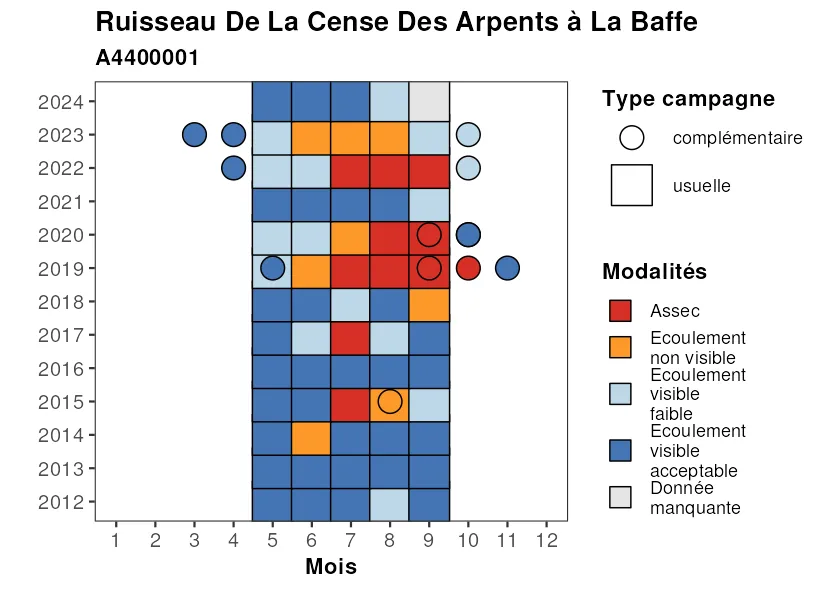 Ruisseau De La Cense Des Arpents à La Baffe
A4400001
2024
2023
2022
2021
2020
2019
2018
2017
2016
2015
2014
2013
2012
1 2 3 4 5 6 7 8 9 10 11 12
Mois
Type campagne
complémentaire
usuelle
Modalités
Assec
Ecoulement
non visible
Ecoulement
visible
faible
Ecoulement
visible
acceptable
Donnée
manquante